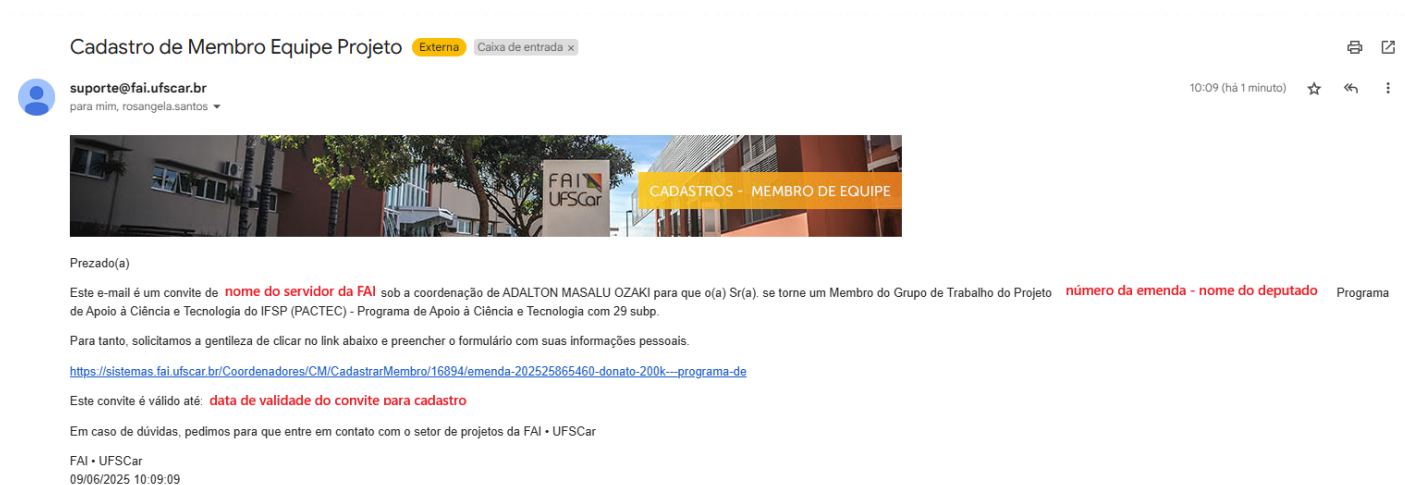 Cadastro de Membro Equipe Projeto Externa Caixa de entrada ×
suporte@fai.ufscar.br 10:09 (há 1 minuto)
para mim, rosangela.santos
FAI
UFSCar
CADASTROS - MEMBRO DE EQUIPE
Prezado(a)
Este e-mail é um convite de nome do servidor da FAI sob a coordenação de ADALTON MASALU OZAKI para que o(a) Sr(a). se torne um Membro do Grupo de Trabalho do Projeto número da emenda - nome do deputado Programa
de Apoio à Ciência e Tecnologia do IFSP (PACTEC) - Programa de Apoio à Ciência e Tecnologia com 29 subp.
Para tanto, solicitamos a gentileza de clicar no link abaixo e preencher o formulário com suas informações pessoais.
https://sistemas.fai.ufscar.br/Coordenadores/CM/CadastrarMembro/16894/emenda-202525865460-donato-200k---programa-de
Este convite é válido até: data de validade do convite para cadastro
Em caso de dúvidas, pedimos para que entre em contato com o setor de projetos da FAI • UFSCar
FAI • UFSCar
09/06/2025 10:09:09